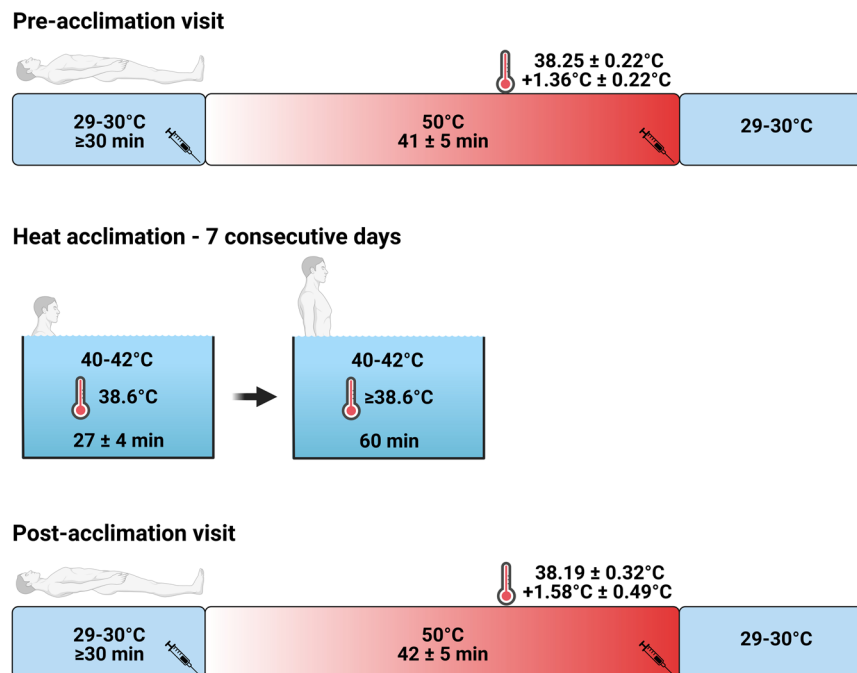 Pre-acclimation visit
38.25 ± 0.22°C
+1.36°C ± 0.22°C
29-30°C
≥30 min
50°C
41 ± 5 min
29-30°C
Heat acclimation - 7 consecutive days
40-42°C
38.6°C
27 ± 4 min
40-42°C
≥38.6°C
60 min
Post-acclimation visit
38.19 ± 0.32°C
+1.58°C ± 0.49°C
29-30°C
≥30 min
50°C
42 ± 5 min
29-30°C